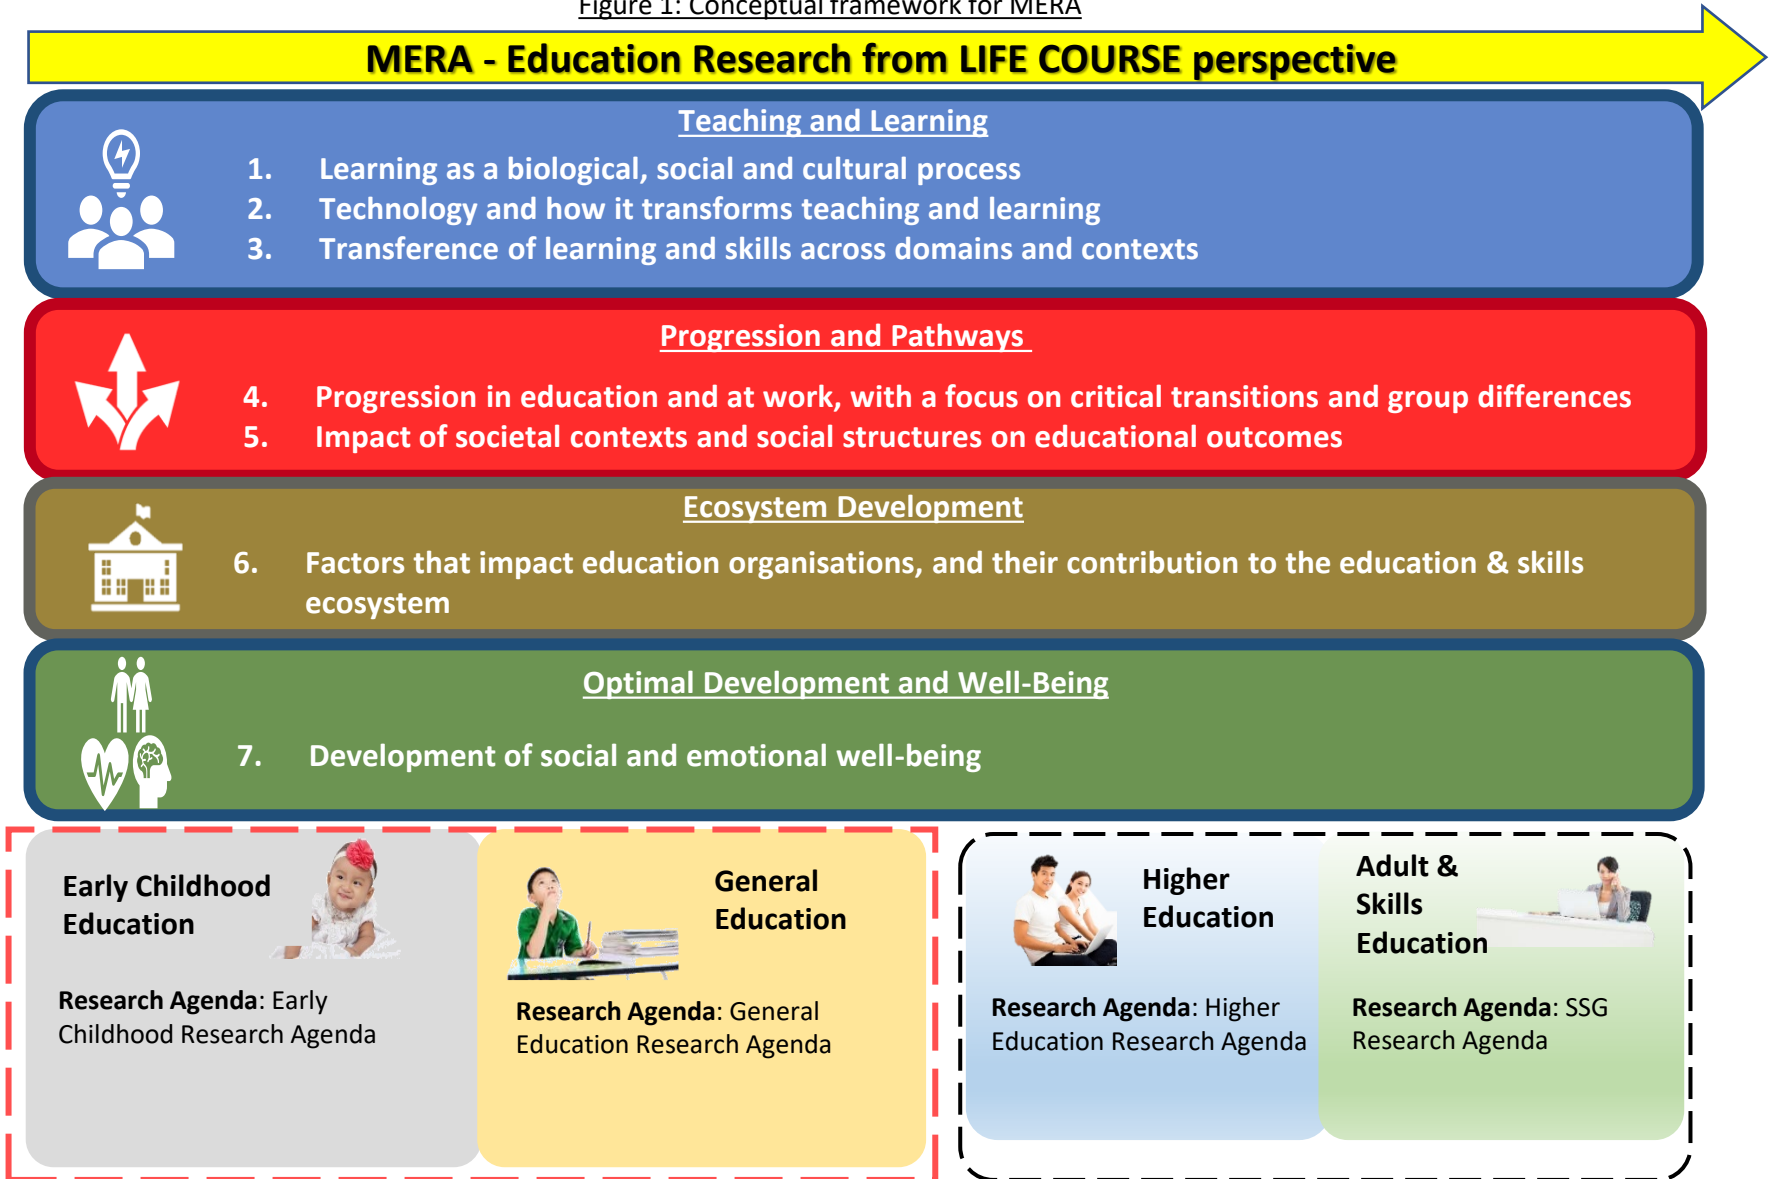 Figure 1: Conceptual framework for MERA
MERA - Education Research from LIFE COURSE perspective
Teaching and Learning
1. Learning as a biological, social and cultural process
2. Technology and how it transforms teaching and learning
3. Transference of learning and skills across domains and contexts
Progression and Pathways
4. Progression in education and at work, with a focus on critical transitions and group differences
5. Impact of societal contexts and social structures on educational outcomes
Ecosystem Development
6. Factors that impact education organisations, and their contribution to the education & skills
ecosystem
Optimal Development and Well-Being
7. Development of social and emotional well-being
Early Childhood
Education
Research Agenda: Early
Childhood Research Agenda
General
Education
Research Agenda: General
Education Research Agenda
Higher
Education
Research Agenda: Higher
Education Research Agenda
Adult &
Skills
Education
Research Agenda: SSG
Research Agenda